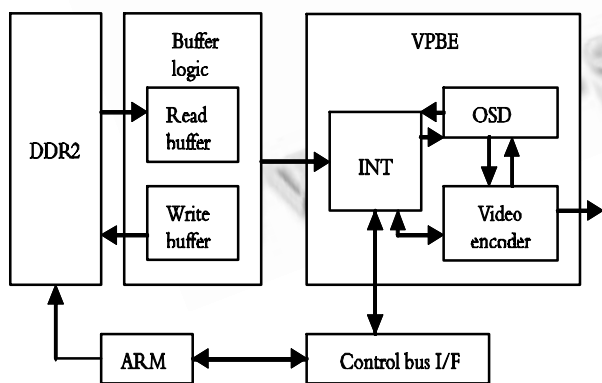 Buffer
logic
VPBE
DDR2
Read
buffer
Write
buffer
INT
OSD
Video
encoder
ARM
Control bus I/F